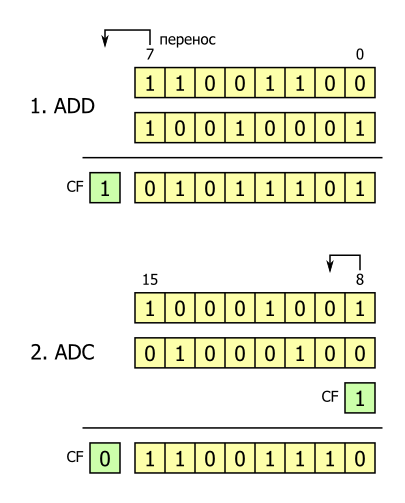 перенос
7 0
1 1 0 0 1 1 0 0
1. ADD
1 0 0 1 0 0 0 1
CF 1 0 1 0 1 1 1 0 1
15 8
1 0 0 0 1 0 0 1
2. ADC
0 1 0 0 0 1 0 0
CF 1
CF 0 1 1 0 0 1 1 1 0